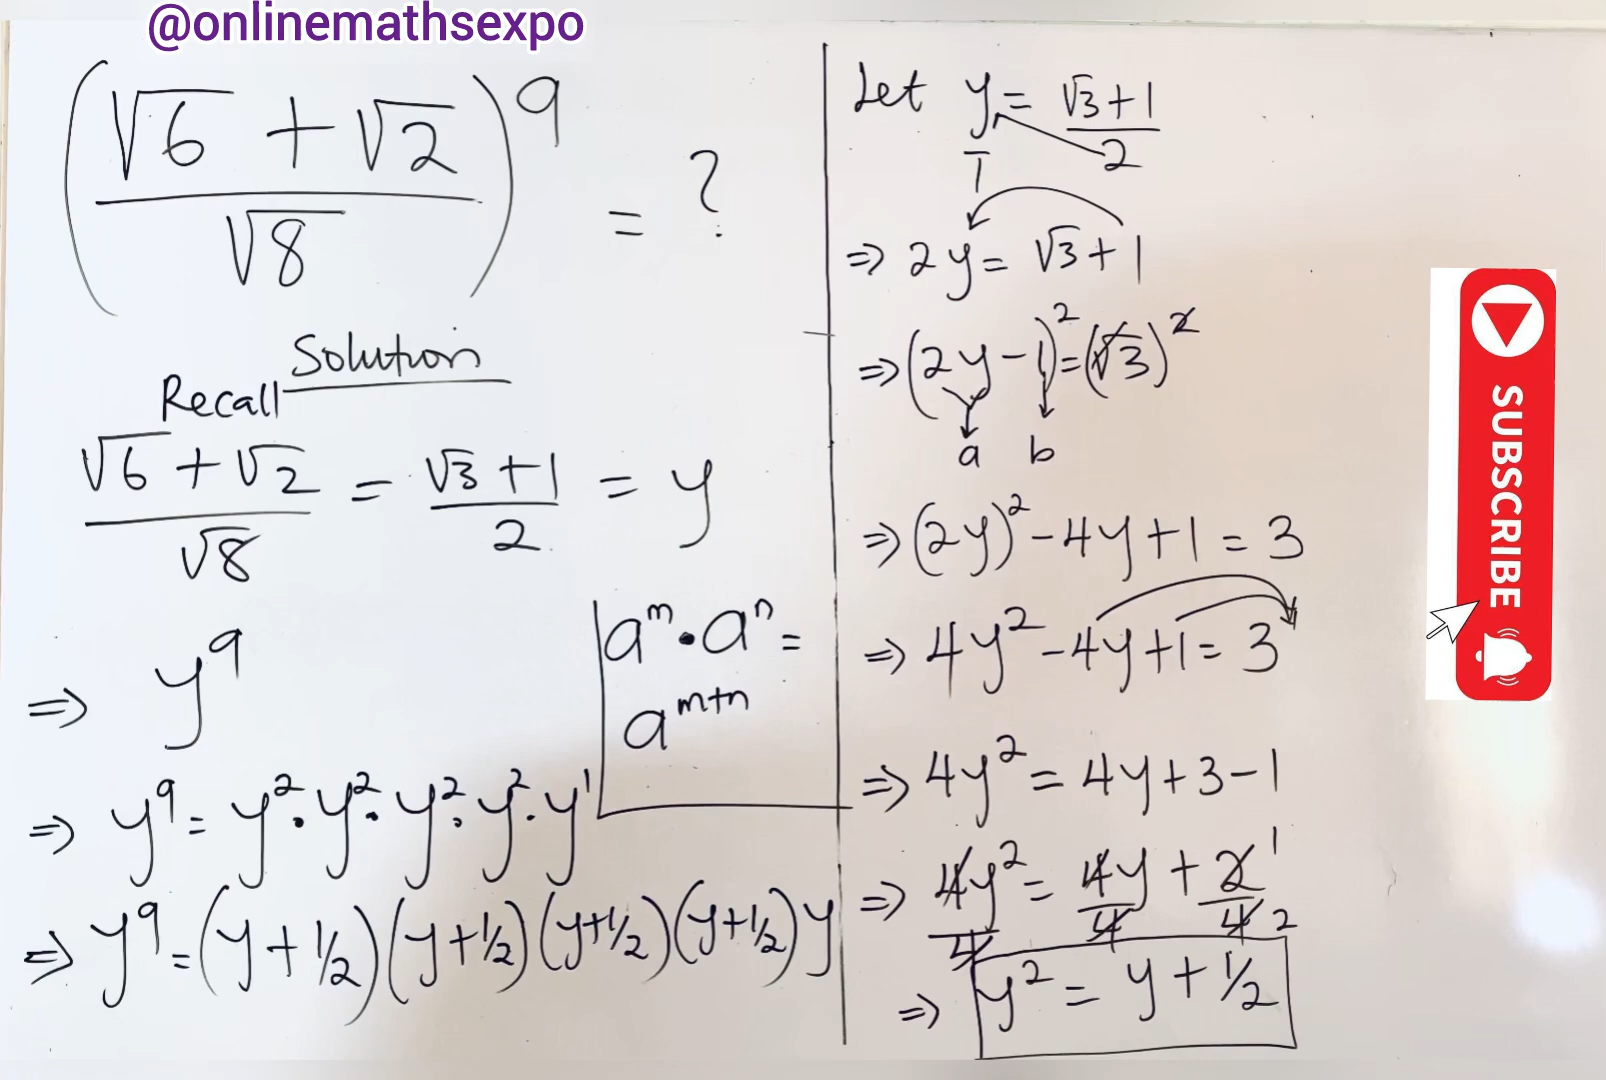 @onlinemathsexpo
(√6 + √2 / √8)^9 = ?
Solution
Recall
√6 + √2 / √8 = √3 + 1 / 2 = y
⇒ y^9
a^m • a^n =
a^m+n
⇒ y^9 = y^2 • y^2 • y^2 • y^2 • y^1
⇒ y^9 = (y + 1/2)(y + 1/2)(y + 1/2)(y + 1/2) y
Let y/1 = √3 + 1 / 2
⇒ 2y = √3 + 1
⇒ (2y - 1)^2 = (√3)^2
a b
⇒ (2y)^2 - 4y + 1 = 3
⇒ 4y^2 - 4y + 1 = 3
⇒ 4y^2 = 4y + 3 - 1
⇒ 4y^2/4 = 4y/4 + 2/4 1 2
⇒ y^2 = y + 1/2
SUBSCRIBE